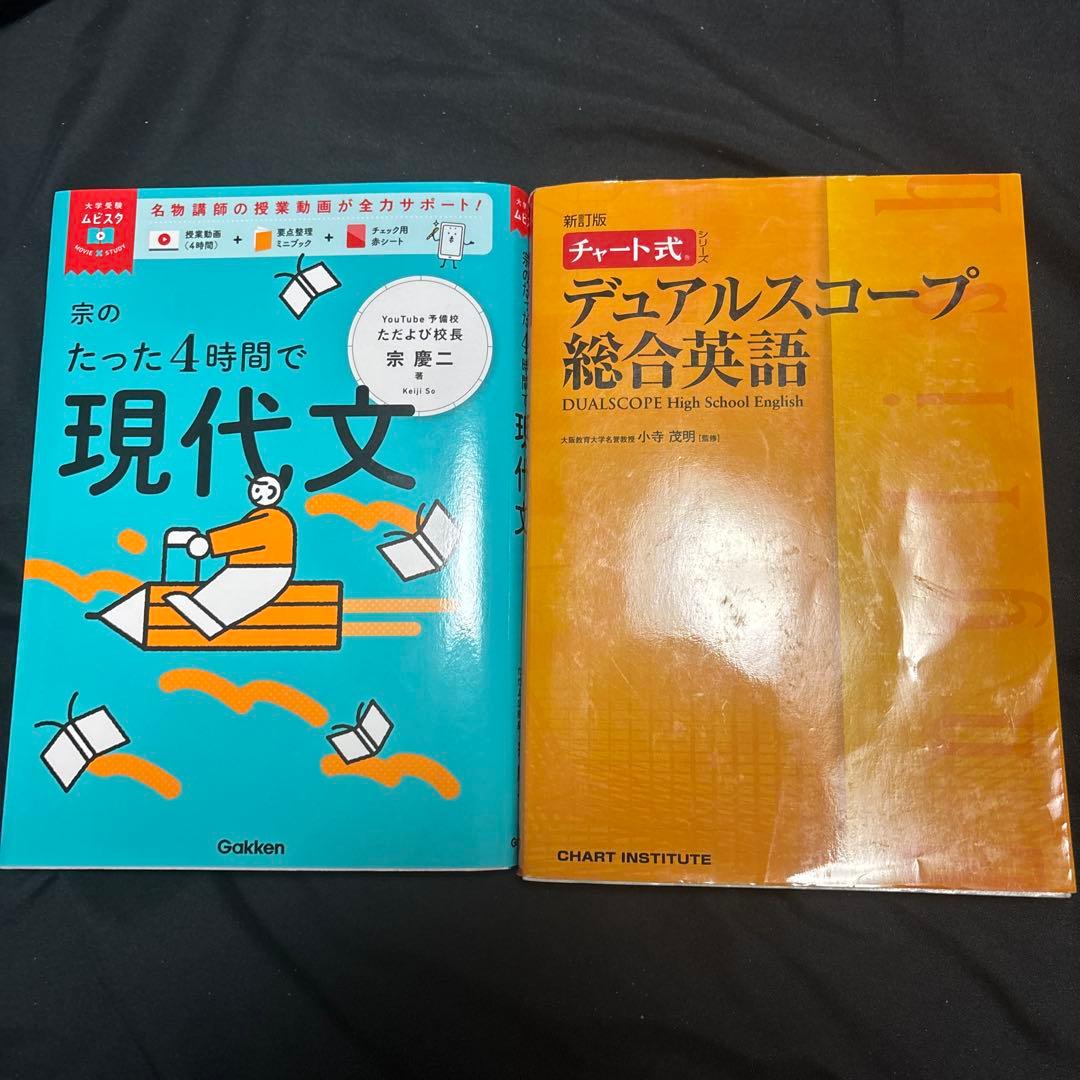 大学受験
ムビスタ
MOVIE × STUDY
名物講師の授業動画が全力サポート!
授業動画
(4時間)
+
要点整理
ミニブック
+
チェック用
赤シート
宗の
たった4時間で
現代文
YouTube 予備校
ただよび校長
宗 慶二
著
Keiji So
Gakken
新訂版
チャート式®
シリーズ
デュアルスコープ
総合英語
DUALSCOPE High School English
大阪教育大学名誉教授 小寺 茂明 [監修]
CHART INSTITUTE